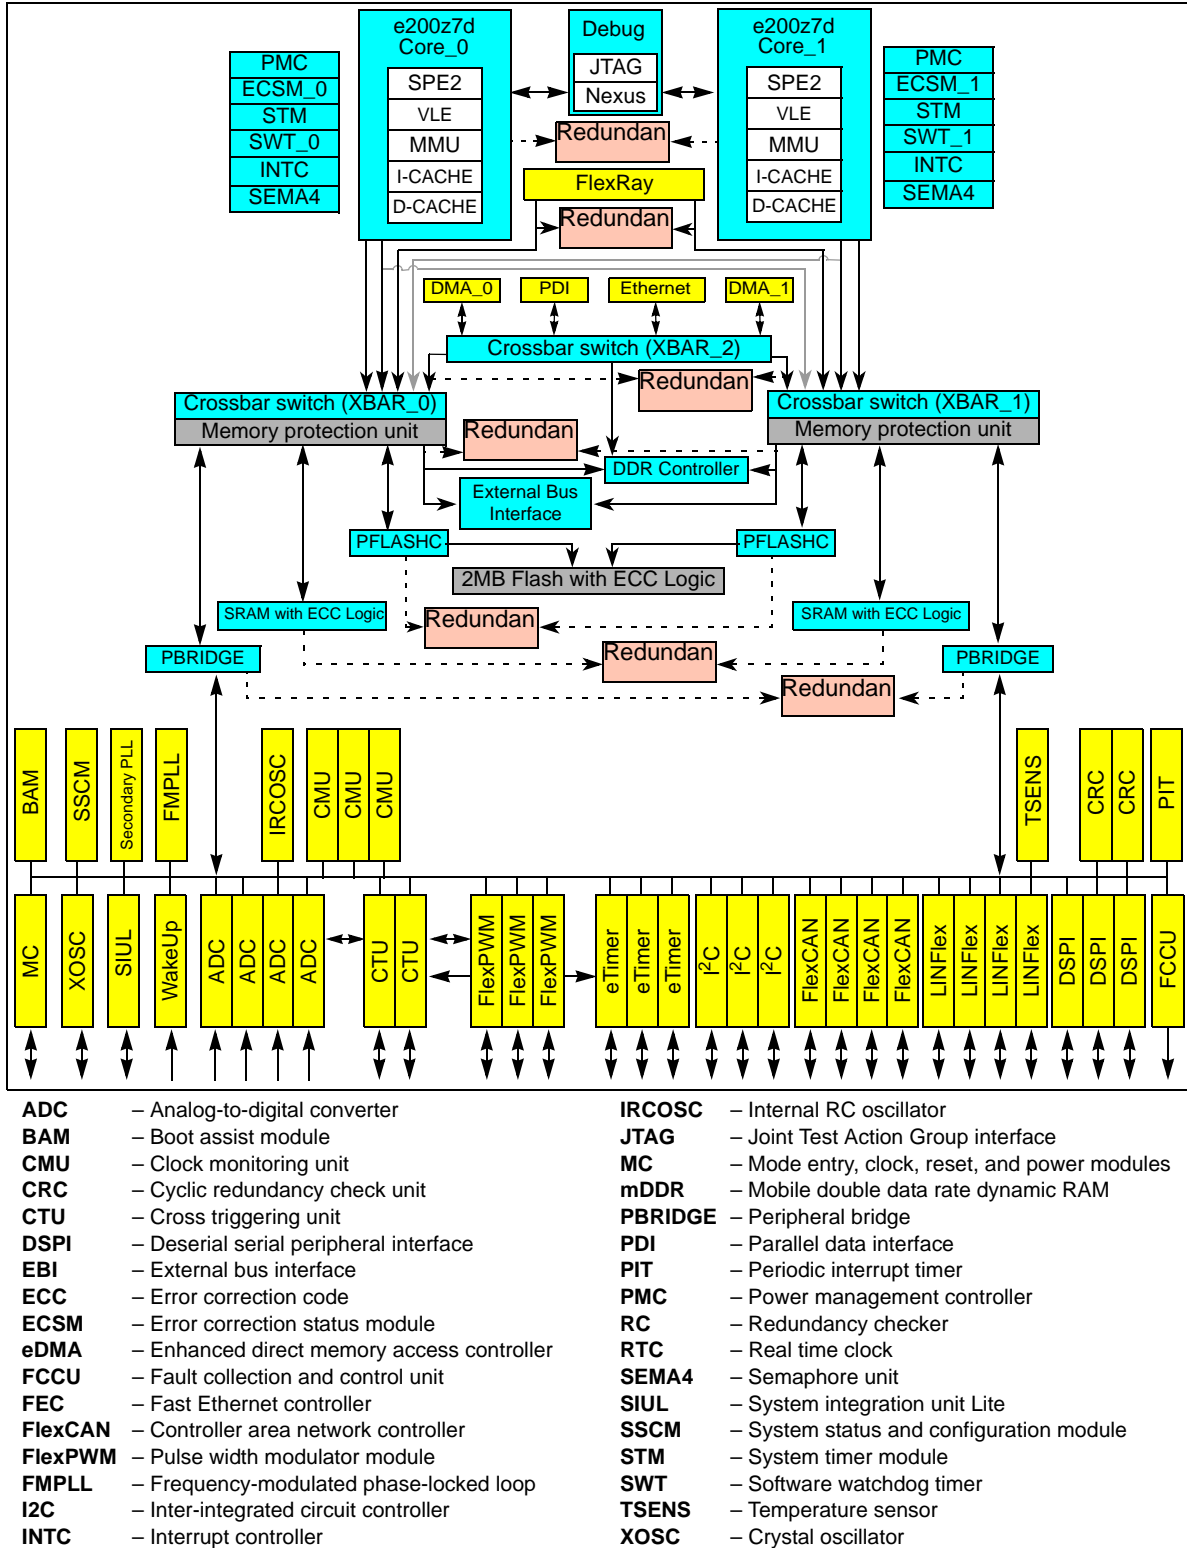 e200z7d
Core_0
SPE2
VLE
MMU
I-CACHE
D-CACHE
Debug
JTAG
Nexus
e200z7d
Core_1
SPE2
VLE
MMU
I-CACHE
D-CACHE
PMC
ECSM_0
STM
SWT_0
INTC
SEMA4
PMC
ECSM_1
STM
SWT_1
INTC
SEMA4
Redundan
FlexRay
Redundan
DMA_0
PDI
Ethernet
DMA_1
Crossbar switch (XBAR_2)
Redundan
Crossbar switch (XBAR_0)
Memory protection unit
Crossbar switch (XBAR_1)
Memory protection unit
Redundan
DDR Controller
External Bus
Interface
PFLASHC
PFLASHC
2MB Flash with ECC Logic
SRAM with ECC Logic
SRAM with ECC Logic
Redundan
PBRIDGE
Redundan
PBRIDGE
Redundan
BAM
SSCM
Secondary PLL
FMPLL
IRCOSC
CMU
CMU
CMU
TSENS
CRC
CRC
PIT
MC
XOSC
SIUL
WakeUp
ADC
ADC
ADC
ADC
CTU
CTU
FlexPWM
FlexPWM
FlexPWM
eTimer
eTimer
eTimer
I²C
I²C
I²C
FlexCAN
FlexCAN
FlexCAN
FlexCAN
LINFlex
LINFlex
LINFlex
LINFlex
DSPI
DSPI
DSPI
FCCU
ADC – Analog-to-digital converter
BAM – Boot assist module
CMU – Clock monitoring unit
CRC – Cyclic redundancy check unit
CTU – Cross triggering unit
DSPI – Deserial serial peripheral interface
EBI – External bus interface
ECC – Error correction code
ECSM – Error correction status module
eDMA – Enhanced direct memory access controller
FCCU – Fault collection and control unit
FEC – Fast Ethernet controller
FlexCAN – Controller area network controller
FlexPWM – Pulse width modulator module
FMPLL – Frequency-modulated phase-locked loop
I2C – Inter-integrated circuit controller
INTC – Interrupt controller
IRCOSC – Internal RC oscillator
JTAG – Joint Test Action Group interface
MC – Mode entry, clock, reset, and power modules
mDDR – Mobile double data rate dynamic RAM
PBRIDGE – Peripheral bridge
PDI – Parallel data interface
PIT – Periodic interrupt timer
PMC – Power management controller
RC – Redundancy checker
RTC – Real time clock
SEMA4 – Semaphore unit
SIUL – System integration unit Lite
SSCM – System status and configuration module
STM – System timer module
SWT – Software watchdog timer
TSENS – Temperature sensor
XOSC – Crystal oscillator